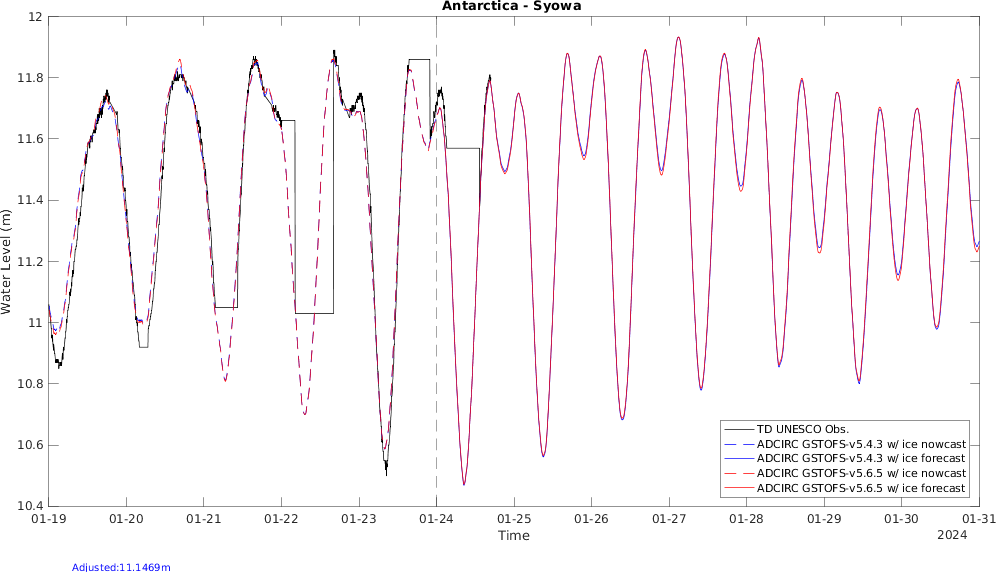 Antarctica - Syowa
12
11.8
11.6
11.4
11.2
11
10.8
10.6
10.4
Water Level (m)
TD UNESCO Obs.
ADCIRC GSTOFS-v5.4.3 w/ ice nowcast
ADCIRC GSTOFS-v5.4.3 w/ ice forecast
ADCIRC GSTOFS-v5.6.5 w/ ice nowcast
ADCIRC GSTOFS-v5.6.5 w/ ice forecast
01-19 01-20 01-21 01-22 01-23 01-24 01-25 01-26 01-27 01-28 01-29 01-30 01-31
Time
2024
Adjusted:11.1469m